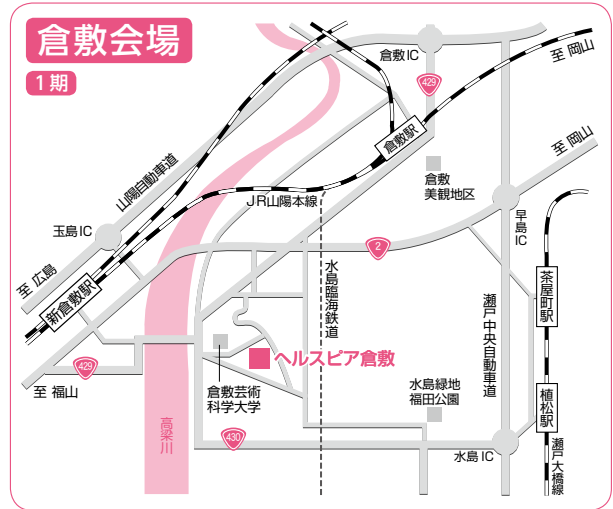 倉敷会場
1期
倉敷IC
至 岡山
429
倉敷駅
山陽自動車道
倉敷
美観地区
至 岡山
JR山陽本線
玉島IC
早島IC
2
至 広島
新倉敷駅
水島臨海鉄道
瀬戸中央自動車道
茶屋町駅
ヘルスピア倉敷
429
至 福山
倉敷芸術
科学大学
水島緑地
福田公園
植松駅
高梁川
430
水島 IC
瀬戸大橋線